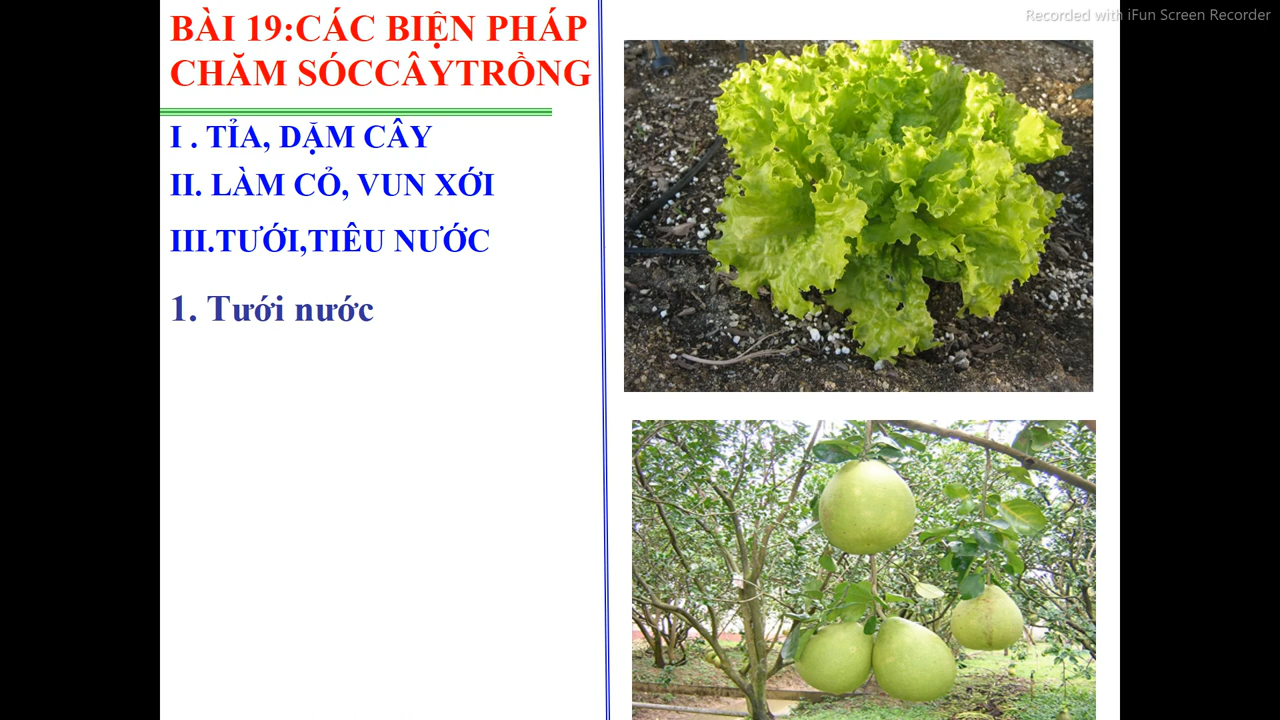 BÀI 19:CÁC BIỆN PHÁP
CHĂM SÓCCÂYTRỒNG
I . TỈA, DẶM CÂY
II. LÀM CỎ, VUN XỚI
III.TƯỚI,TIÊU NƯỚC
1. Tưới nước
Recorded with iFun Screen Recorder